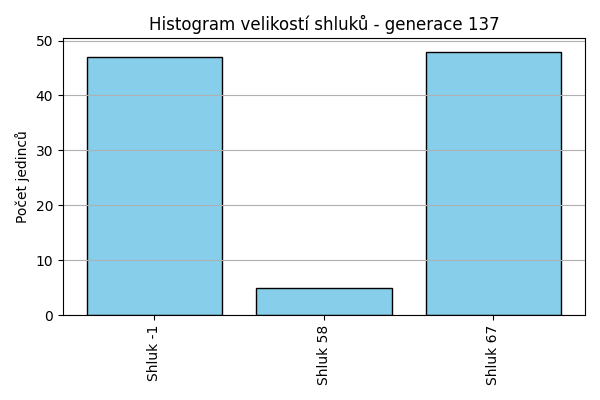 Histogram velikostí shluků - generace 137
Počet jedinců
50
40
30
20
10
0
Shluk -1
Shluk 58
Shluk 67